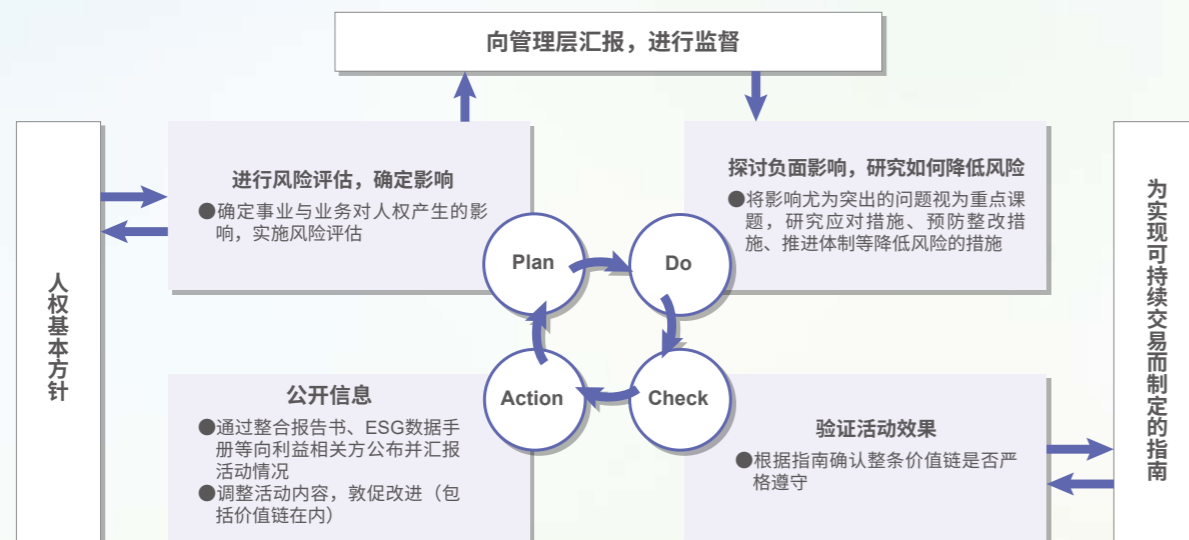 向管理层汇报，进行监督
人权基本方针
进行风险评估，确定影响
●确定事业与业务对人权产生的影
响，实施风险评估
探讨负面影响，研究如何降低风险
●将影响尤为突出的问题视为重点课
题，研究应对措施、预防整改措
施、推进体制等降低风险的措施
Plan
Do
Action
Check
公开信息
●通过整合报告书、ESG数据手
册等向利益相关方公布并汇报
活动情况
●调整活动内容，敦促改进（包
括价值链在内）
验证活动效果
●根据指南确认整条价值链是否严
格遵守
为实现可持续交易而制定的指南